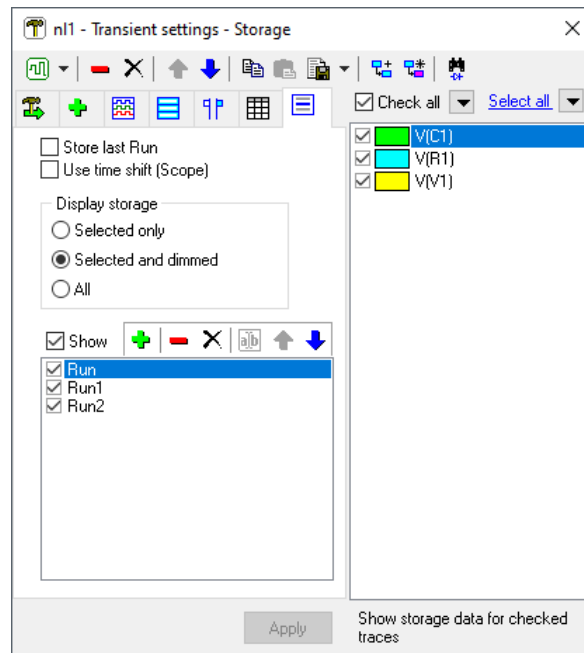 nl1 - Transient settings - Storage
Check all
Select all
V(C1)
V(R1)
V(V1)
Store last Run
Use time shift (Scope)
Display storage
Selected only
Selected and dimmed
All
Show
a|b
Run
Run1
Run2
Apply
Show storage data for checked
traces